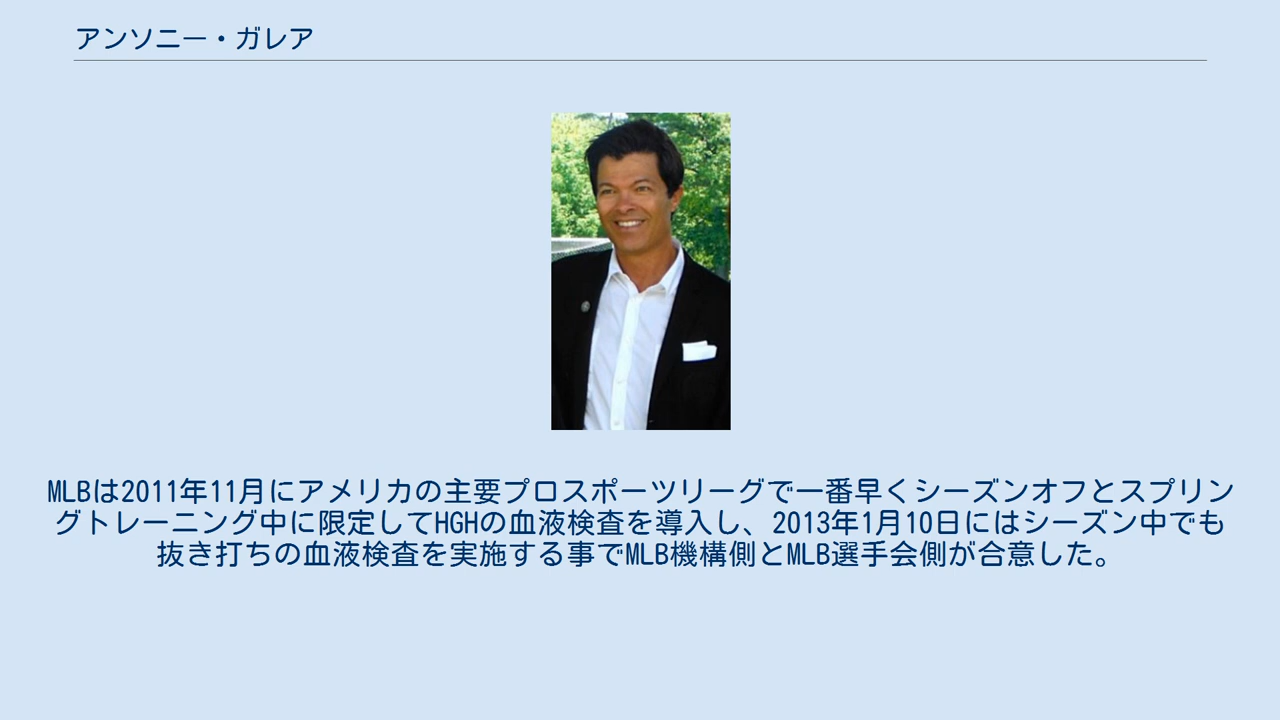 アンソニー・ガレア
MLBは2011年11月にアメリカの主要プロスポーツリーグで一番早くシーズンオフとスプリン
グトレーニング中に限定してHGHの血液検査を導入し、2013年1月10日にはシーズン中でも
抜き打ちの血液検査を実施する事でMLB機構側とMLB選手会側が合意した。